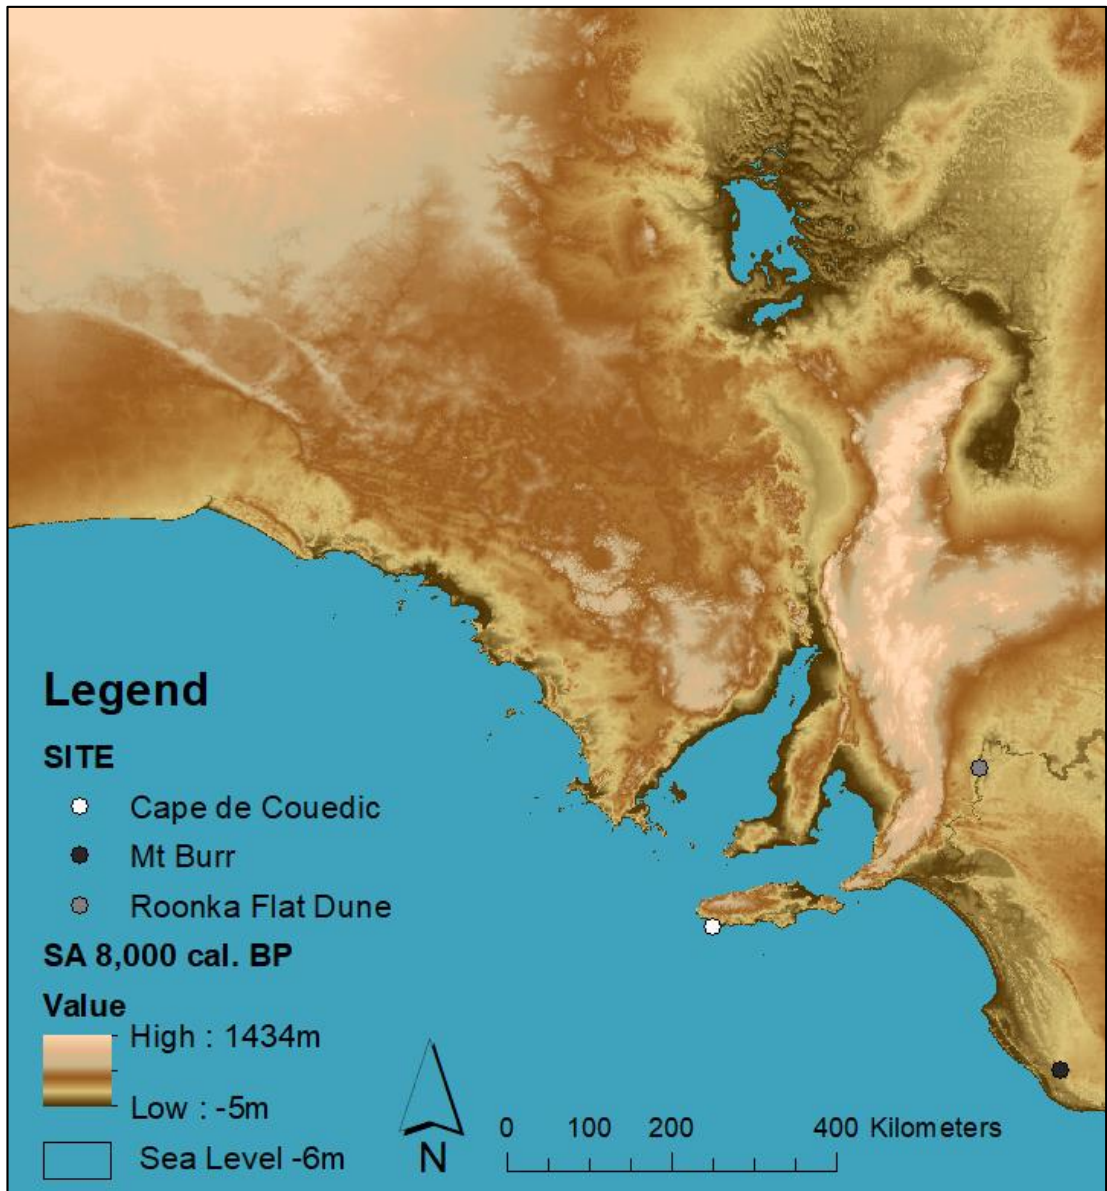 Legend
SITE
Cape de Couedic
Mt Burr
Roonka Flat Dune
SA 8,000 cal. BP
Value
High : 1434m
Low : -5m
Sea Level -6m
N
0 100 200 400 Kilometers